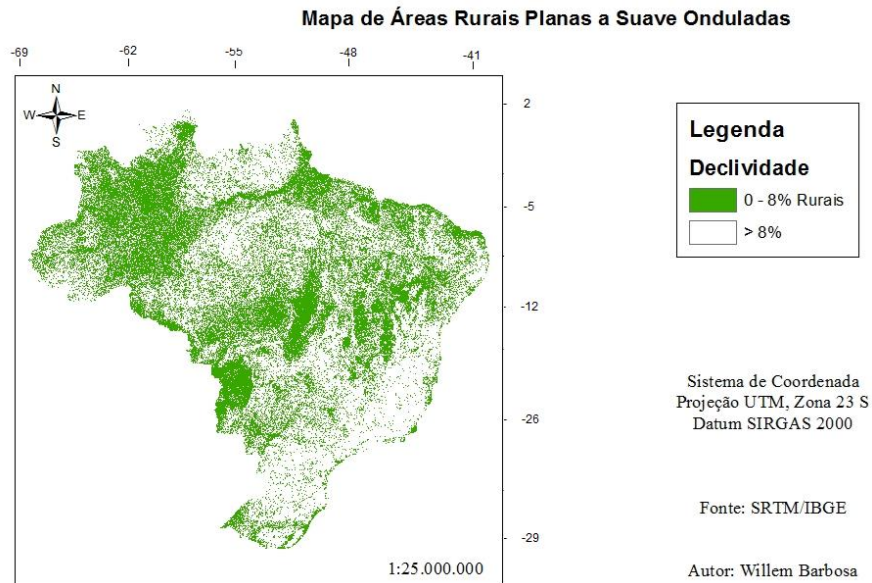 Mapa de Áreas Rurais Planas a Suave Onduladas
-69 -62 -55 -48 -41
N
W E
S
2
-5
-12
-26
-29
Legenda
Declividade
0 - 8% Rurais
> 8%
Sistema de Coordenada
Projeção UTM, Zona 23 S
Datum SIRGAS 2000
Fonte: SRTM/IBGE
1:25.000.000
Autor: Willem Barbosa